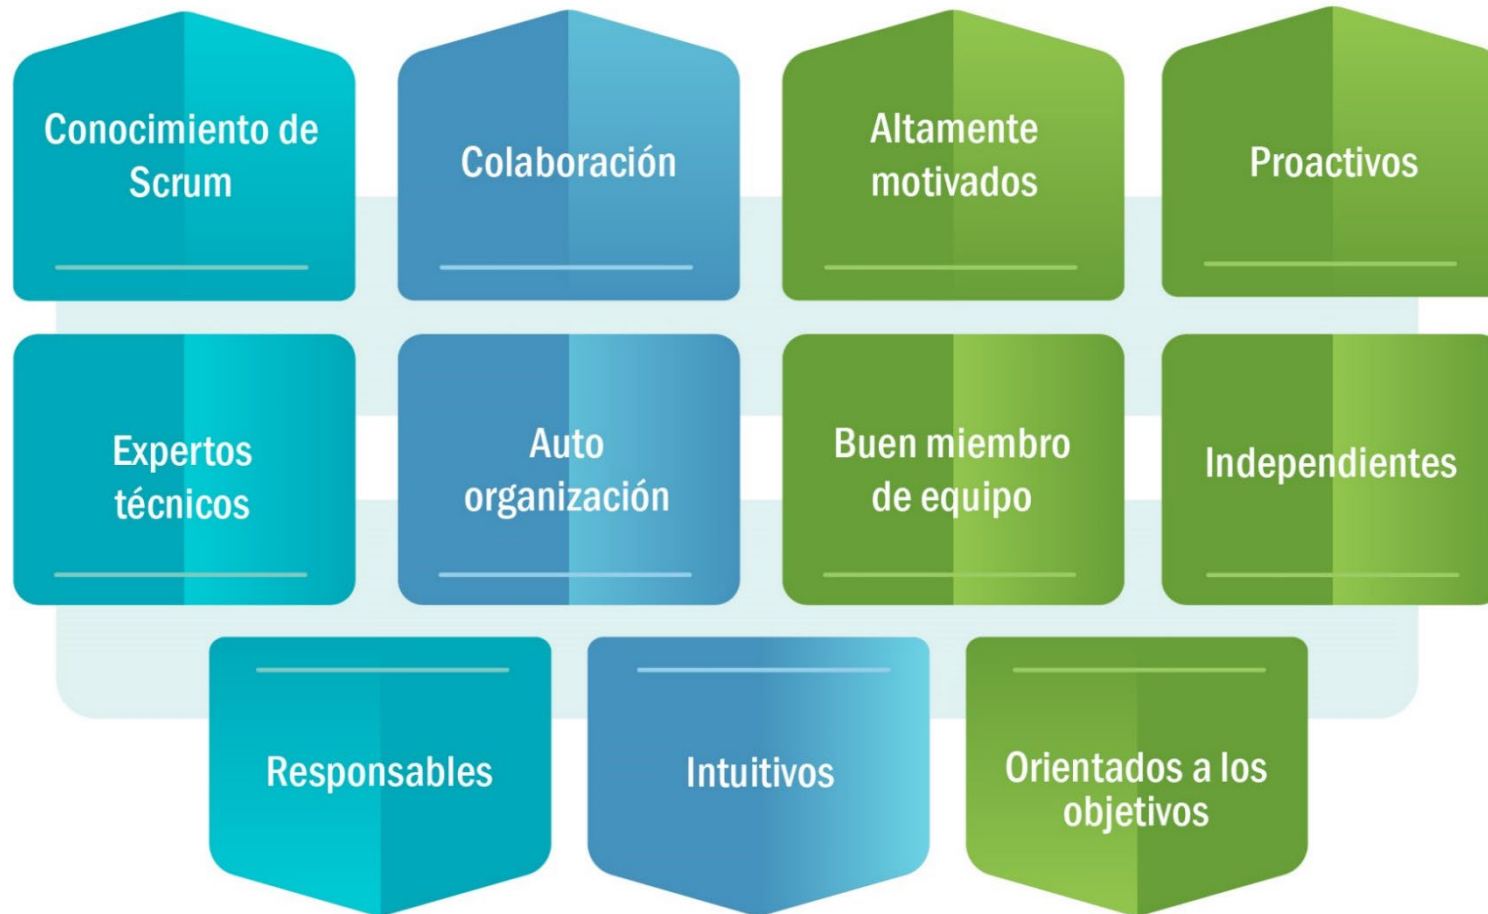 Conocimiento de
Scrum
Colaboración
Altamente
motivados
Proactivos
Expertos
técnicos
Auto
organización
Buen miembro
de equipo
Independientes
Responsables
Intuitivos
Orientados a los
objetivos